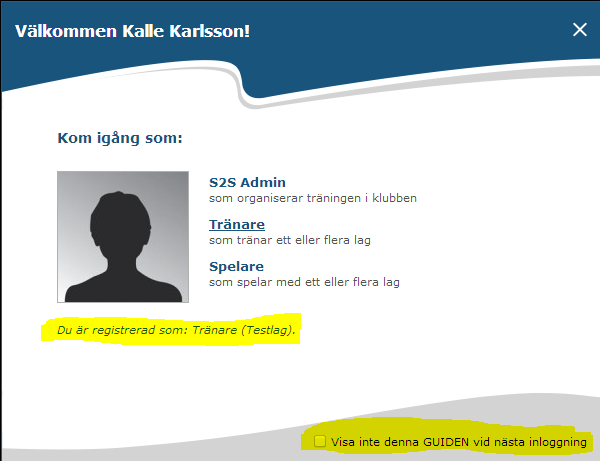 Välkommen Kalle Karlsson!
Kom igång som:
S2S Admin
som organiserar träningen i klubben
Tränare
som tränar ett eller flera lag
Spelare
som spelar med ett eller flera lag
Du är registrerad som: Tränare (Testlag).
Visa inte denna GUIDEN vid nästa inloggning